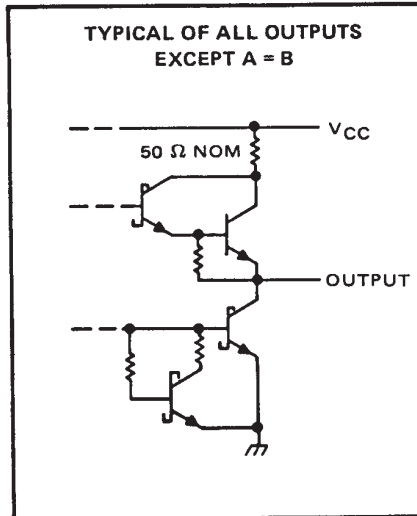 TYPICAL OF ALL OUTPUTS
EXCEPT A = B
VCC
50 Ω NOM
OUTPUT